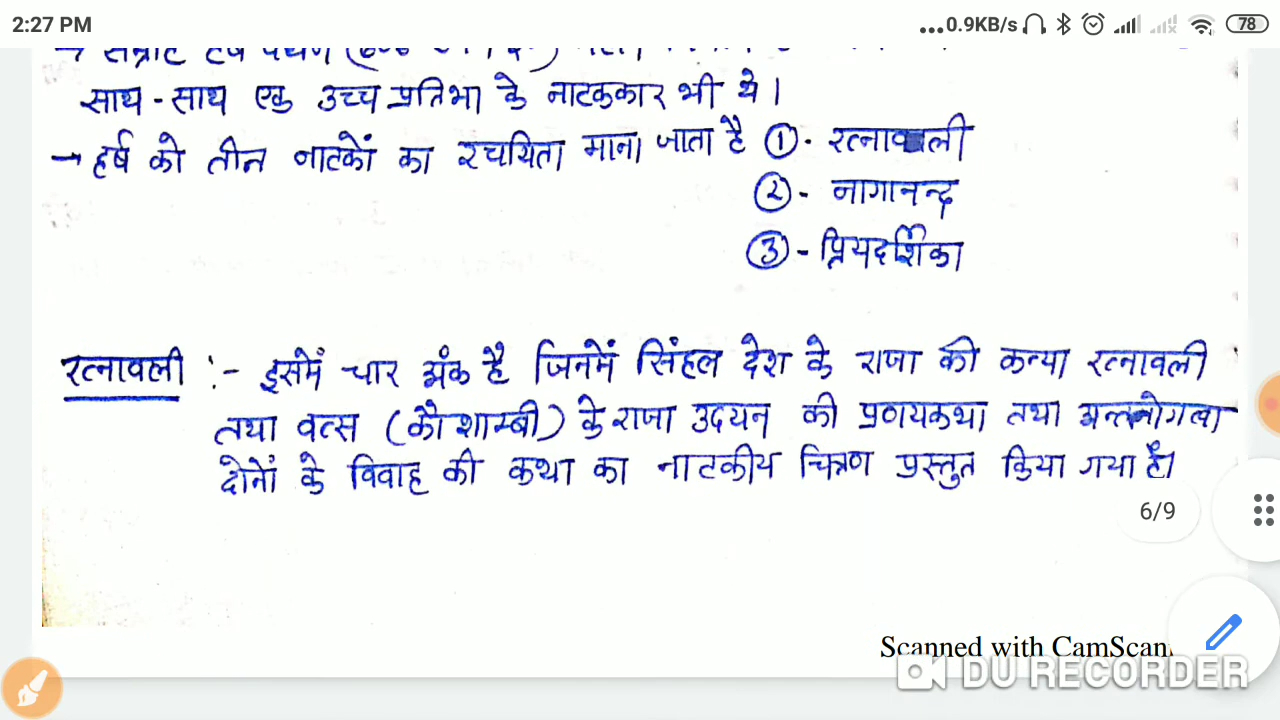 2:27 PM
...0.9KB/s
78
→ सम्राट हर्ष
साथ-साथ एक उच्च प्रतिभा के नाटककार भी थे।
→ हर्ष को तीन नाटकों का रचयिता माना जाता है ①- रत्नावली
②- नागानन्द
③- प्रियदर्शिका
रत्नावली :- इसमें चार अंक है जिनमें सिंहल देश के राजा की कन्या रत्नावली
तथा वत्स (कौशाम्बी) के राजा उदयन की प्रणयकथा तथा
दोनों के विवाह की कथा का नाटकीय चित्रण प्रस्तुत किया गया है।
6/9
Scanned with CamScan
DU RECORDER